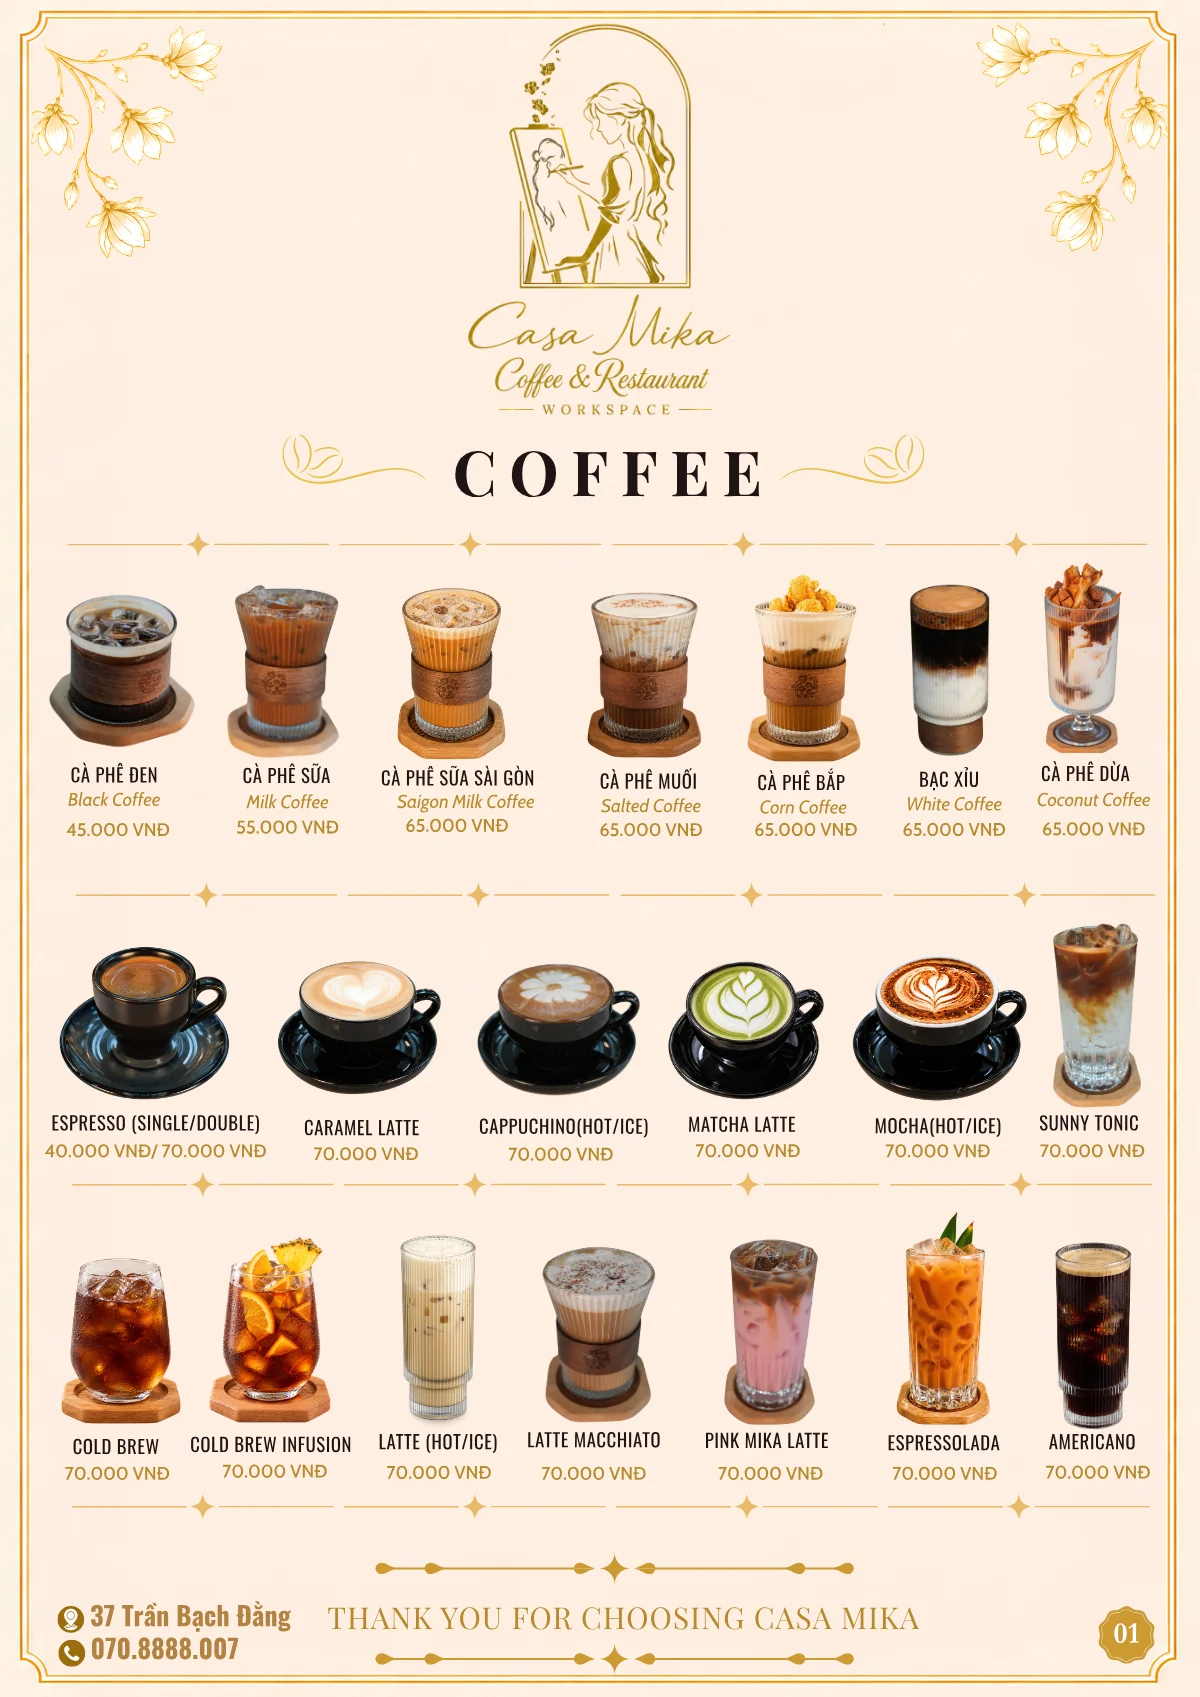 Casa Mika
Coffee & Restaurant
WORKSPACE
COFFEE
CÀ PHÊ ĐEN
Black Coffee
45.000 VNĐ
CÀ PHÊ SỮA
Milk Coffee
55.000 VNĐ
CÀ PHÊ SỮA SÀI GÒN
Saigon Milk Coffee
65.000 VNĐ
CÀ PHÊ MUỐI
Salted Coffee
65.000 VNĐ
CÀ PHÊ BẮP
Corn Coffee
65.000 VNĐ
BẠC XỈU
White Coffee
65.000 VNĐ
CÀ PHÊ DỪA
Coconut Coffee
65.000 VNĐ
ESPRESSO (SINGLE/DOUBLE)
40.000 VNĐ/ 70.000 VNĐ
CARAMEL LATTE
70.000 VNĐ
CAPPUCHINO(HOT/ICE)
70.000 VNĐ
MATCHA LATTE
70.000 VNĐ
MOCHA(HOT/ICE)
70.000 VNĐ
SUNNY TONIC
70.000 VNĐ
COLD BREW
70.000 VNĐ
COLD BREW INFUSION
70.000 VNĐ
LATTE (HOT/ICE)
70.000 VNĐ
LATTE MACCHIATO
70.000 VNĐ
PINK MIKA LATTE
70.000 VNĐ
ESPRESSOLADA
70.000 VNĐ
AMERICANO
70.000 VNĐ
37 Trần Bạch Đằng
070.8888.007
THANK YOU FOR CHOOSING CASA MIKA
01